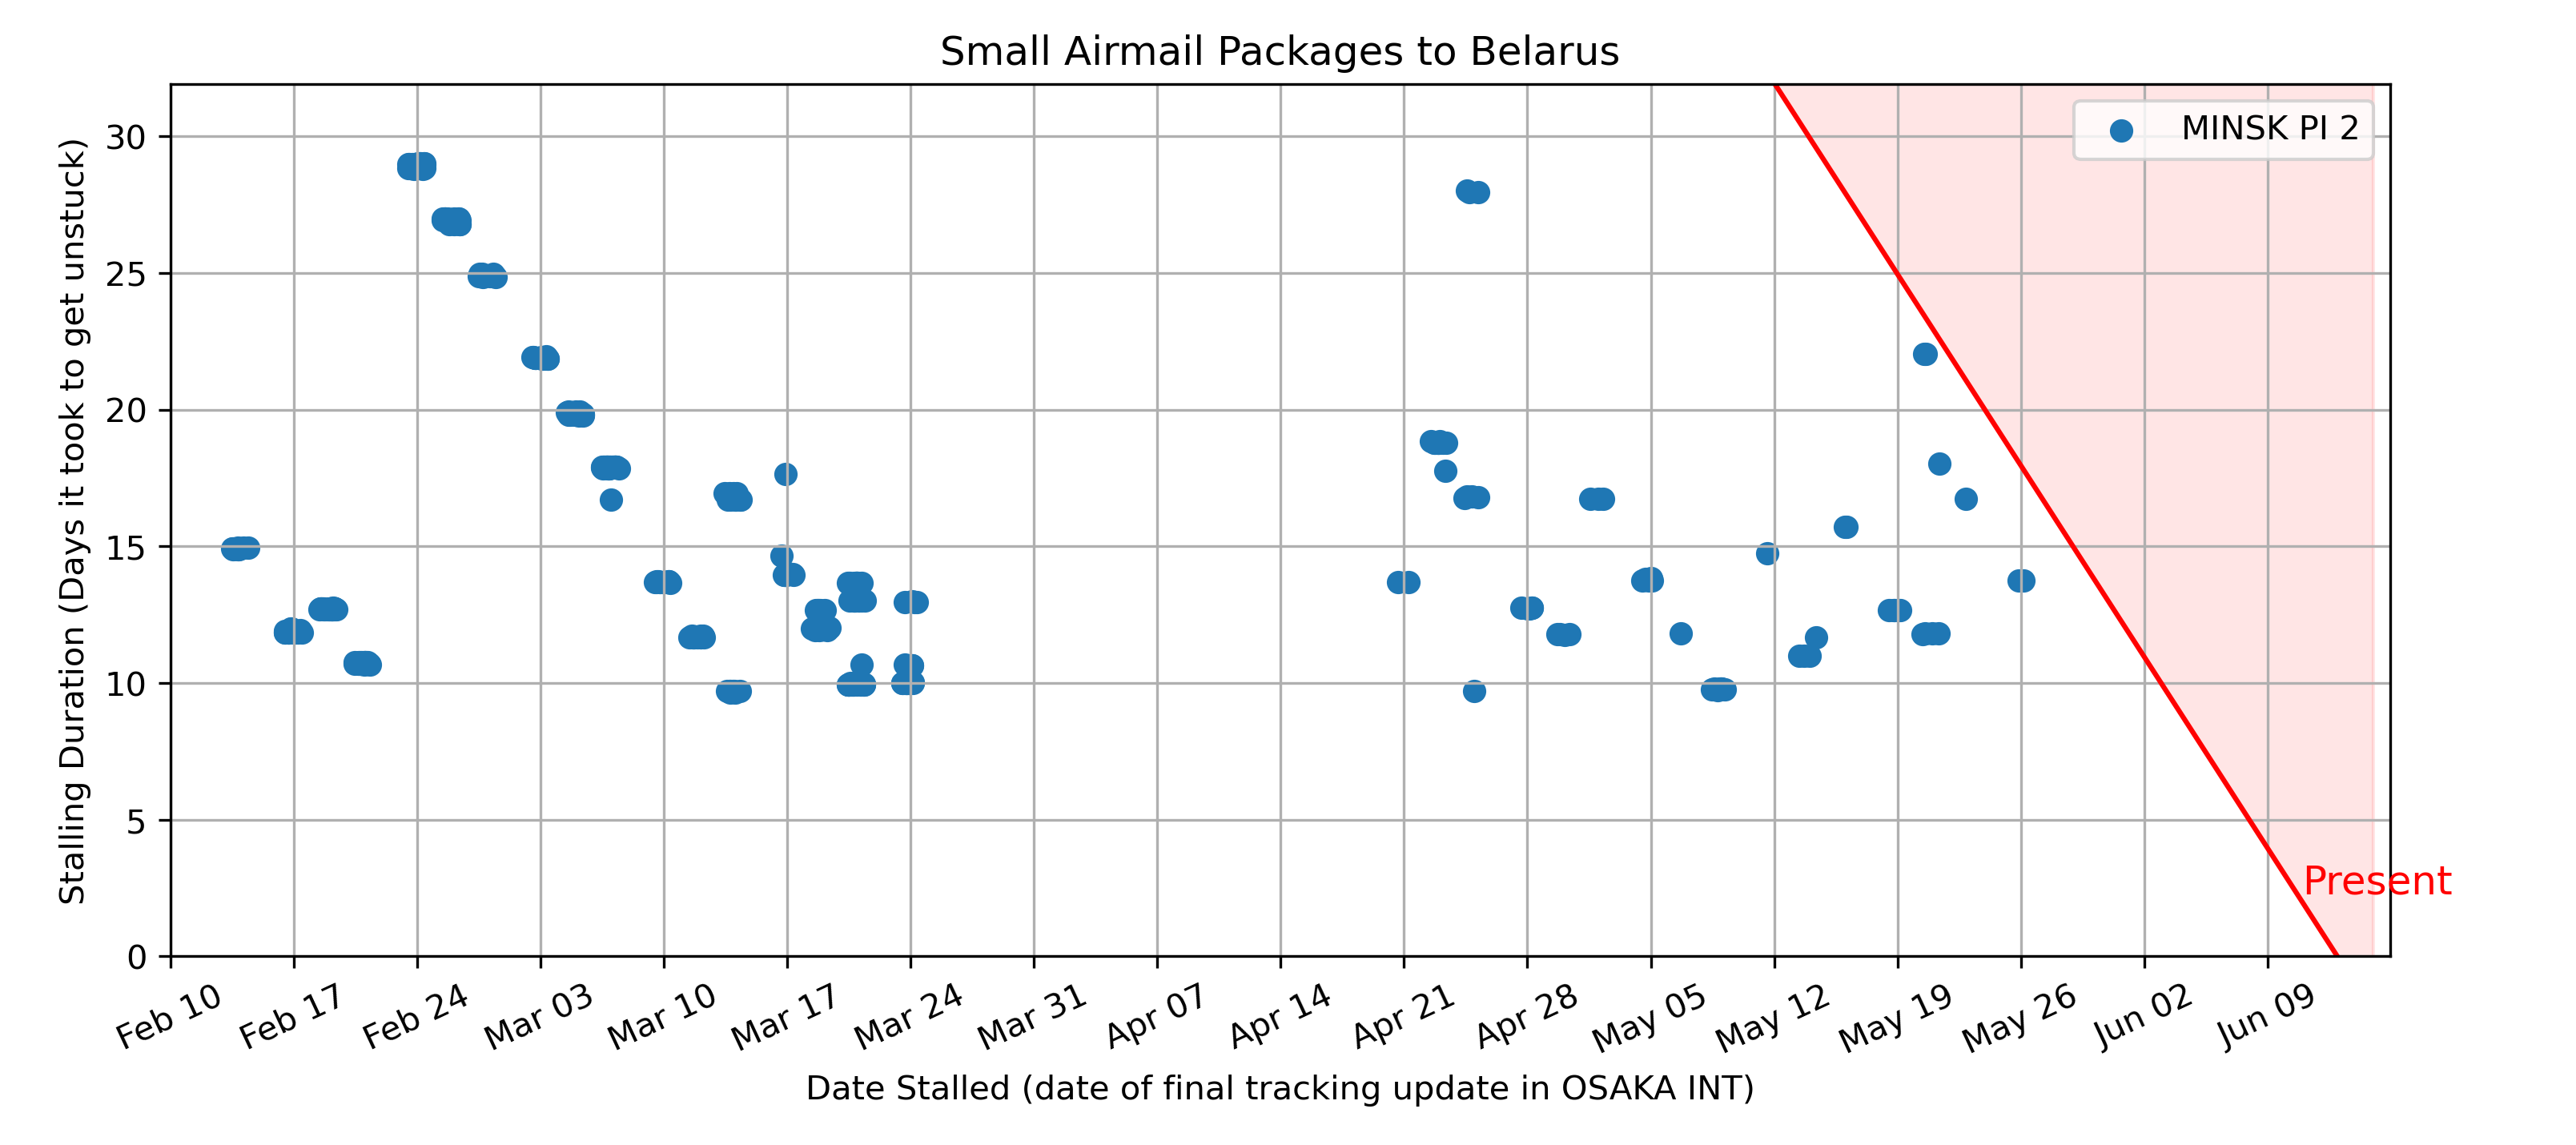 Small Airmail Packages to Belarus
MINSK PI 2
Stalling Duration (Days it took to get unstuck)
30
25
20
15
10
5
0
Present
Feb 10
Feb 17
Feb 24
Mar 03
Mar 10
Mar 17
Mar 24
Mar 31
Apr 07
Apr 14
Apr 21
Apr 28
May 05
May 12
May 19
May 26
Jun 02
Jun 09
Date Stalled (date of final tracking update in OSAKA INT)